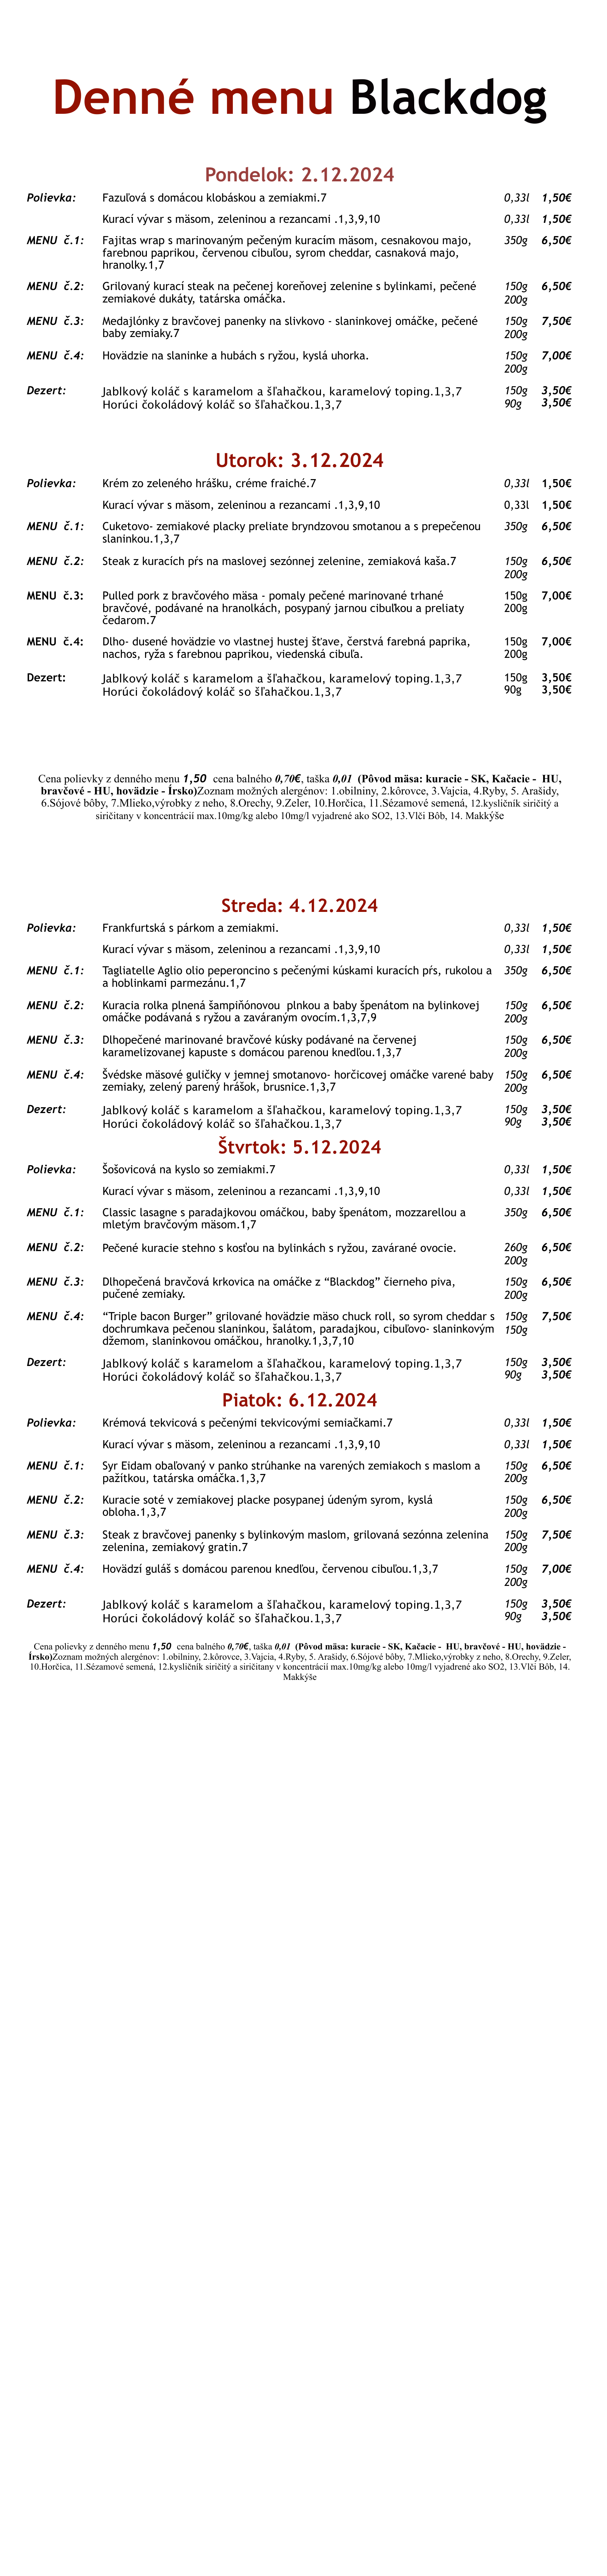 Denné menu Blackdog
Pondelok: 2.12.2024
Polievka: Fazuľová s domácou klobáskou a zemiakmi.7 0,33l 1,50€
Kurací vývar s mäsom, zeleninou a rezancami .1,3,9,10 0,33l 1,50€
MENU č.1: Fajitas wrap s marinovaným pečeným kuracím mäsom, cesnakovou majo, 350g 6,50€
farebnou paprikou, červenou cibuľou, syrom cheddar, casnaková majo,
hranolky.1,7
MENU č.2: Grilovaný kurací steak na pečenej koreňovej zelenine s bylinkami, pečené 150g 6,50€
zemiakové dukáty, tatárska omáčka. 200g
MENU č.3: Medajlónky z bravčovej panenky na slivkovo - slaninkovej omáčke, pečené 150g 7,50€
baby zemiaky.7 200g
MENU č.4: Hovädzie na slaninke a hubách s ryžou, kyslá uhorka. 150g 7,00€
200g
Dezert: Jablkový koláč s karamelom a šľahačkou, karamelový toping.1,3,7 150g 3,50€
Horúci čokoládový koláč so šľahačkou.1,3,7 90g 3,50€
Utorok: 3.12.2024
Polievka: Krém zo zeleného hrášku, créme fraiché.7 0,33l 1,50€
Kurací vývar s mäsom, zeleninou a rezancami .1,3,9,10 0,33l 1,50€
MENU č.1: Cuketovo- zemiakové placky preliate bryndzovou smotanou a s prepečenou 350g 6,50€
slaninkou.1,3,7
MENU č.2: Steak z kuracích pŕs na maslovej sezónnej zelenine, zemiaková kaša.7 150g 6,50€
200g
MENU č.3: Pulled pork z bravčového mäsa - pomaly pečené marinované trhané 150g 7,00€
bravčové, podávané na hranolkách, posypaný jarnou cibuľkou a preliaty 200g
čedarom.7
MENU č.4: Dlho- dusené hovädzie vo vlastnej hustej šťave, čerstvá farebná paprika, 150g 7,00€
nachos, ryža s farebnou paprikou, viedenská cibuľa. 200g
Dezert: Jablkový koláč s karamelom a šľahačkou, karamelový toping.1,3,7 150g 3,50€
Horúci čokoládový koláč so šľahačkou.1,3,7 90g 3,50€
Cena polievky z denného menu 1,50 cena balného 0,70€, taška 0,01 (Pôvod mäsa: kuracie - SK, Kačacie - HU,
bravčové - HU, hovädzie - Írsko)Zoznam možných alergénov: 1.obilniny, 2.kôrovce, 3.Vajcia, 4.Ryby, 5. Arašidy,
6.Sójové bôby, 7.Mlieko,výrobky z neho, 8.Orechy, 9.Zeler, 10.Horčica, 11.Sézamové semená, 12.kysličník siričitý a
siričitany v koncentrácií max.10mg/kg alebo 10mg/l vyjadrené ako SO2, 13.Vlči Bôb, 14. Makkýše
Streda: 4.12.2024
Polievka: Frankfurtská s párkom a zemiakmi. 0,33l 1,50€
Kurací vývar s mäsom, zeleninou a rezancami .1,3,9,10 0,33l 1,50€
MENU č.1: Tagliatelle Aglio olio peperoncino s pečenými kúskami kuracích pŕs, rukolou a 350g 6,50€
a hoblinkami parmezánu.1,7
MENU č.2: Kuracia rolka plnená šampiňónovou plnkou a baby špenátom na bylinkovej 150g 6,50€
omáčke podávaná s ryžou a zaváraným ovocím.1,3,7,9 200g
MENU č.3: Dlhopečené marinované bravčové kúsky podávané na červenej 150g 6,50€
karamelizovanej kapuste s domácou parenou knedľou.1,3,7 200g
MENU č.4: Švédske mäsové guličky v jemnej smotanovo- horčicovej omáčke varené baby 150g 6,50€
zemiaky, zelený parený hrášok, brusnice.1,3,7 200g
Dezert: Jablkový koláč s karamelom a šľahačkou, karamelový toping.1,3,7 150g 3,50€
Horúci čokoládový koláč so šľahačkou.1,3,7 90g 3,50€
Štvrtok: 5.12.2024
Polievka: Šošovicová na kyslo so zemiakmi.7 0,33l 1,50€
Kurací vývar s mäsom, zeleninou a rezancami .1,3,9,10 0,33l 1,50€
MENU č.1: Classic lasagne s paradajkovou omáčkou, baby špenátom, mozzarellou a 350g 6,50€
mletým bravčovým mäsom.1,7
MENU č.2: Pečené kuracie stehno s kosťou na bylinkách s ryžou, zavárané ovocie. 260g 6,50€
200g
MENU č.3: Dlhopečená bravčová krkovica na omáčke z “Blackdog” čierneho piva, 150g 6,50€
pučené zemiaky. 200g
MENU č.4: “Triple bacon Burger” grilované hovädzie mäso chuck roll, so syrom cheddar s 150g 7,50€
dochrumkava pečenou slaninkou, šalátom, paradajkou, cibuľovo- slaninkovým 150g
džemom, slaninkovou omáčkou, hranolky.1,3,7,10
Dezert: Jablkový koláč s karamelom a šľahačkou, karamelový toping.1,3,7 150g 3,50€
Horúci čokoládový koláč so šľahačkou.1,3,7 90g 3,50€
Piatok: 6.12.2024
Polievka: Krémová tekvicová s pečenými tekvicovými semiačkami.7 0,33l 1,50€
Kurací vývar s mäsom, zeleninou a rezancami .1,3,9,10 0,33l 1,50€
MENU č.1: Syr Eidam obaľovaný v panko strúhanke na varených zemiakoch s maslom a 150g 6,50€
pažítkou, tatárska omáčka.1,3,7 200g
MENU č.2: Kuracie soté v zemiakovej placke posypanej údeným syrom, kyslá 150g 6,50€
obloha.1,3,7 200g
MENU č.3: Steak z bravčovej panenky s bylinkovým maslom, grilovaná sezónna zelenina 150g 7,50€
zelenina, zemiakový gratin.7 200g
MENU č.4: Hovädzí guláš s domácou parenou knedľou, červenou cibuľou.1,3,7 150g 7,00€
200g
Dezert: Jablkový koláč s karamelom a šľahačkou, karamelový toping.1,3,7 150g 3,50€
Horúci čokoládový koláč so šľahačkou.1,3,7 90g 3,50€
Cena polievky z denného menu 1,50 cena balného 0,70€, taška 0,01 (Pôvod mäsa: kuracie - SK, Kačacie - HU, bravčové - HU, hovädzie -
Írsko)Zoznam možných alergénov: 1.obilniny, 2.kôrovce, 3.Vajcia, 4.Ryby, 5. Arašidy, 6.Sójové bôby, 7.Mlieko,výrobky z neho, 8.Orechy, 9.Zeler,
10.Horčica, 11.Sézamové semená, 12.kysličník siričitý a siričitany v koncentrácií max.10mg/kg alebo 10mg/l vyjadrené ako SO2, 13.Vlči Bôb, 14.
Makkýše